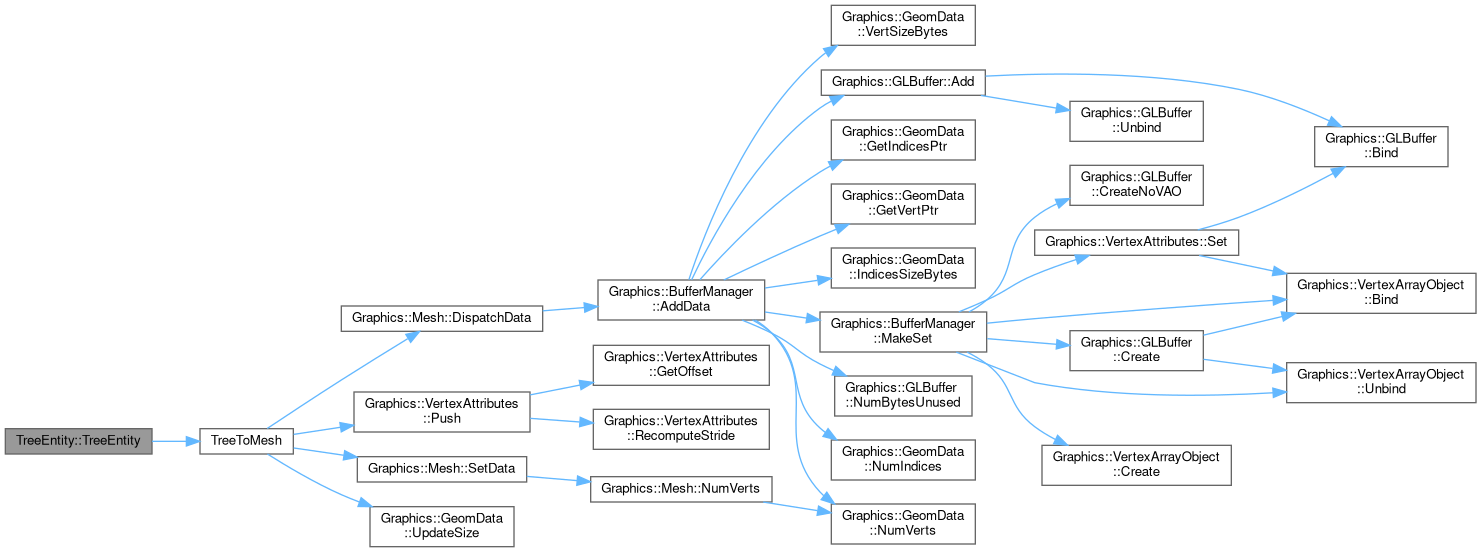 TreeEntity::TreeEntity
TreeToMesh
Graphics::Mesh::DispatchData
Graphics::VertexAttributes
::Push
Graphics::Mesh::SetData
Graphics::GeomData
::UpdateSize
Graphics::BufferManager
::AddData
Graphics::VertexAttributes
::GetOffset
Graphics::VertexAttributes
::RecomputeStride
Graphics::Mesh::NumVerts
Graphics::GeomData
::VertSizeBytes
Graphics::GLBuffer::Add
Graphics::GeomData
::GetIndicesPtr
Graphics::GeomData
::GetVertPtr
Graphics::GeomData
::IndicesSizeBytes
Graphics::BufferManager
::MakeSet
Graphics::GLBuffer
::NumBytesUnused
Graphics::GeomData
::NumIndices
Graphics::GeomData
::NumVerts
Graphics::GLBuffer
::Unbind
Graphics::GLBuffer
::CreateNoVAO
Graphics::VertexAttributes::Set
Graphics::GLBuffer
::Create
Graphics::VertexArrayObject
::Create
Graphics::GLBuffer
::Bind
Graphics::VertexArrayObject
::Bind
Graphics::VertexArrayObject
::Unbind